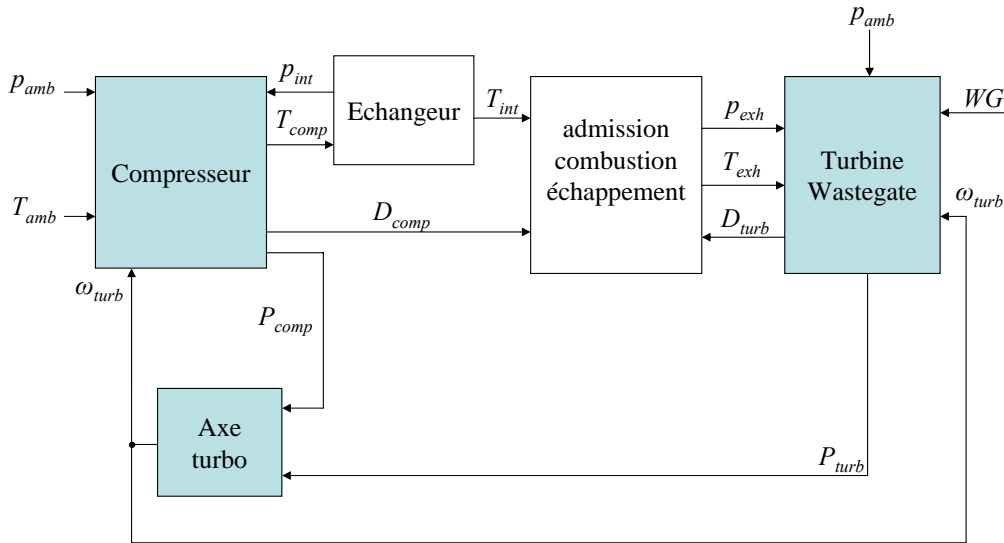 p_amb
p_amb
p_int
Echangeur
T_int
T_comp
Compresseur
T_amb
D_comp
admission
combustion
échappement
p_exh
T_exh
D_turb
Turbine
Wastegate
WG
ω_turb
ω_turb
P_comp
Axe
turbo
P_turb